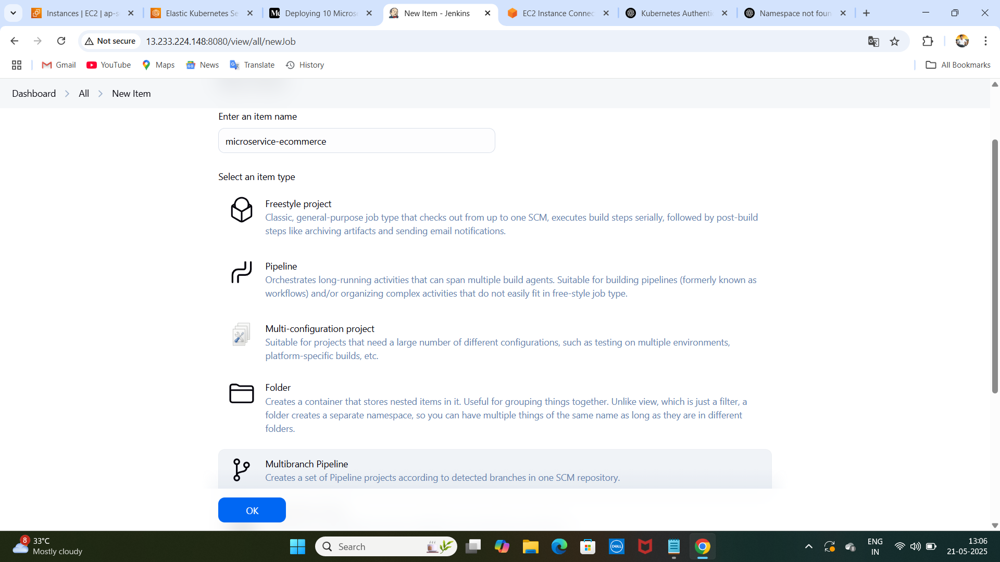 Instances | EC2 | ap-s
Elastic Kubernetes Se
Deploying 10 Micros
New Item - Jenkins
EC2 Instance Connec
Kubernetes Authenti
Namespace not foun
Not secure
13.233.224.148:8080/view/all/newJob
Gmail
YouTube
Maps
News
Translate
History
All Bookmarks
Dashboard
All
New Item
Enter an item name
microservice-ecommerce
Select an item type
Freestyle project
Classic, general-purpose job type that checks out from up to one SCM, executes build steps serially, followed by post-build
steps like archiving artifacts and sending email notifications.
Pipeline
Orchestrates long-running activities that can span multiple build agents. Suitable for building pipelines (formerly known as
workflows) and/or organizing complex activities that do not easily fit in free-style job type.
Multi-configuration project
Suitable for projects that need a large number of different configurations, such as testing on multiple environments,
platform-specific builds, etc.
Folder
Creates a container that stores nested items in it. Useful for grouping things together. Unlike view, which is just a filter, a
folder creates a separate namespace, so you can have multiple things of the same name as long as they are in different
folders.
Multibranch Pipeline
Creates a set of Pipeline projects according to detected branches in one SCM repository.
OK
8
33°C
Mostly cloudy
Search
DELL
ENG
IN
13:06
21-05-2025